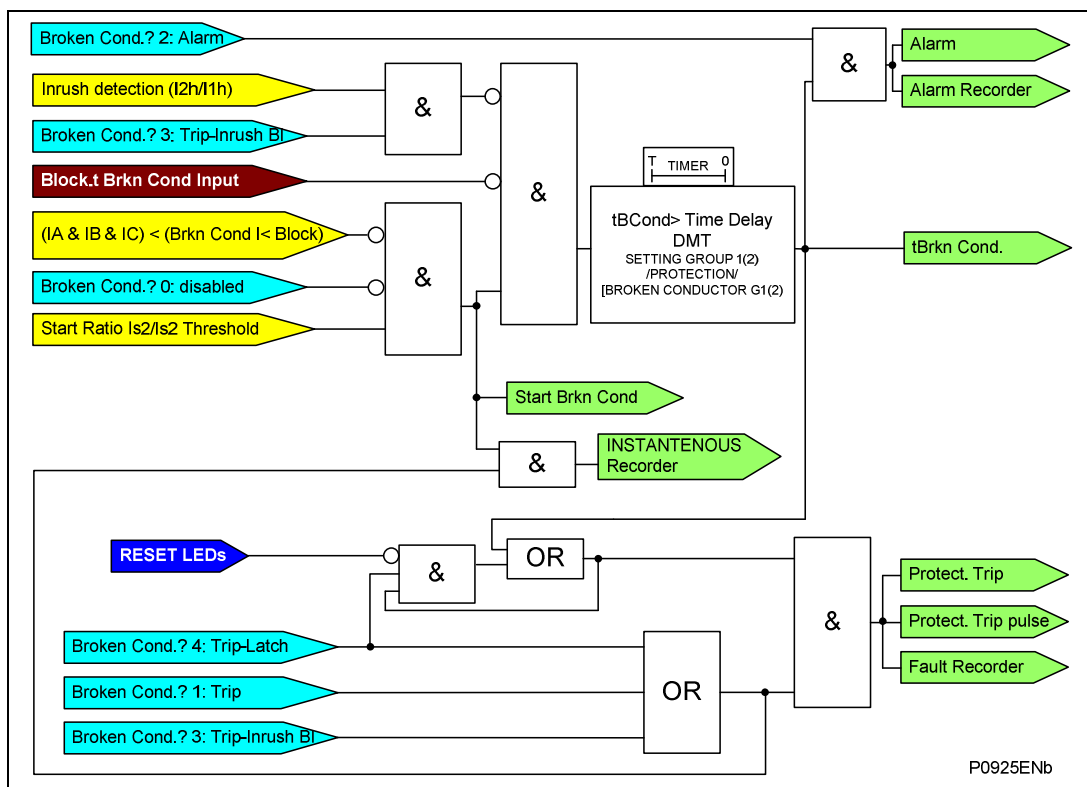 Broken Cond.? 2: Alarm
&
Alarm
Alarm Recorder
Inrush detection (I2h/I1h)
&
Broken Cond.? 3: Trip-Inrush Bl
Block.t Brkn Cond Input
&
T TIMER 0
tBCond> Time Delay
DMT
SETTING GROUP 1(2)
/PROTECTION/
[BROKEN CONDUCTOR G1(2)
tBrkn Cond.
(IA & IB & IC) < (Brkn Cond I< Block)
&
Broken Cond.? 0: disabled
Start Ratio Is2/Is2 Threshold
Start Brkn Cond
&
INSTANTENOUS
Recorder
RESET LEDs
&
OR
&
Protect. Trip
Protect. Trip pulse
Fault Recorder
Broken Cond.? 4: Trip-Latch
Broken Cond.? 1: Trip
OR
Broken Cond.? 3: Trip-Inrush Bl
P0925ENb